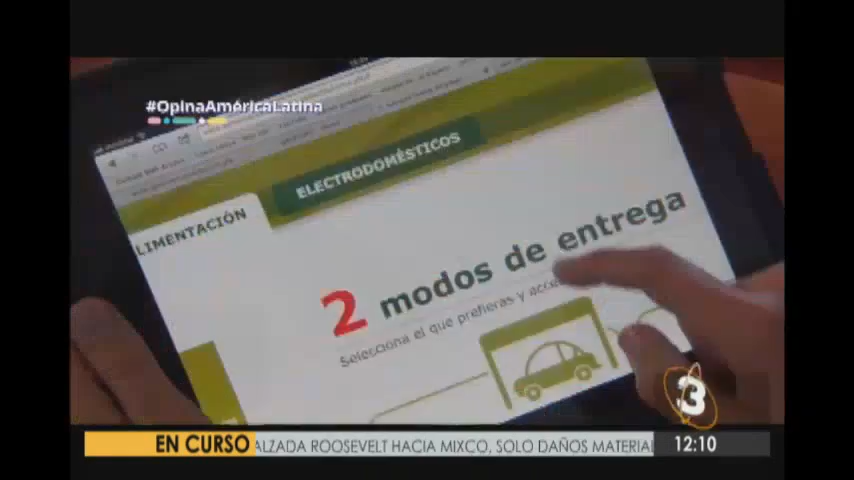 #OpinaAméricaLatina
ELECTRODOMÉSTICOS
LIMENTACIÓN
2 modos de entrega
Selecciona el que prefieras y acce
3
EN CURSO
ALZADA ROOSEVELT HACIA MIXCO, SOLO DAÑOS MATERIAL
12:10